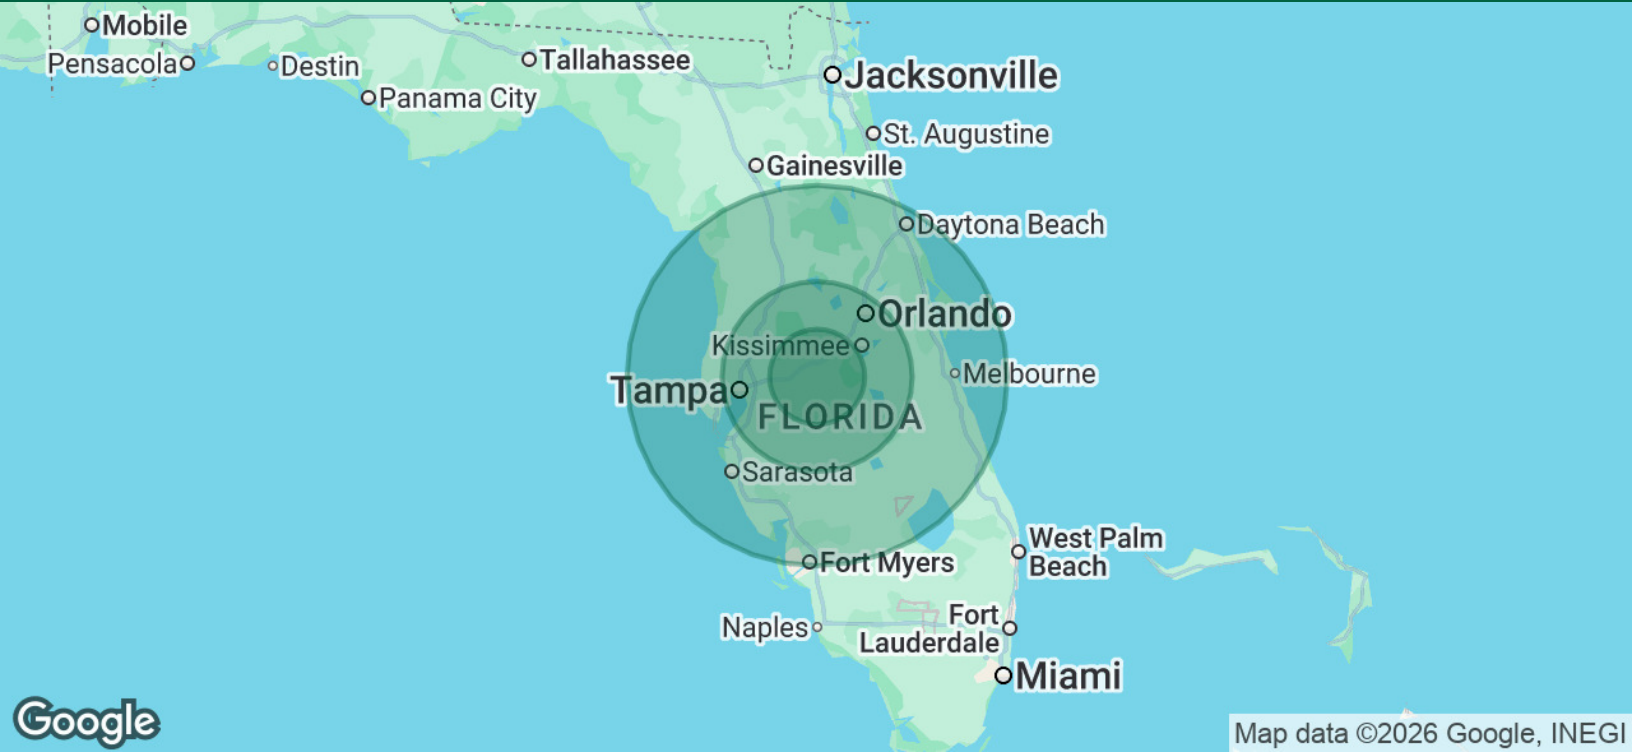 Mobile
Pensacola
Destin
Tallahassee
Panama City
Jacksonville
St. Augustine
Gainesville
Daytona Beach
Orlando
Kissimmee
Melbourne
Tampa
FLORIDA
Sarasota
West Palm
Beach
Fort Myers
Fort
Lauderdale
Naples
Miami
Google
Map data ©2026 Google, INEGI